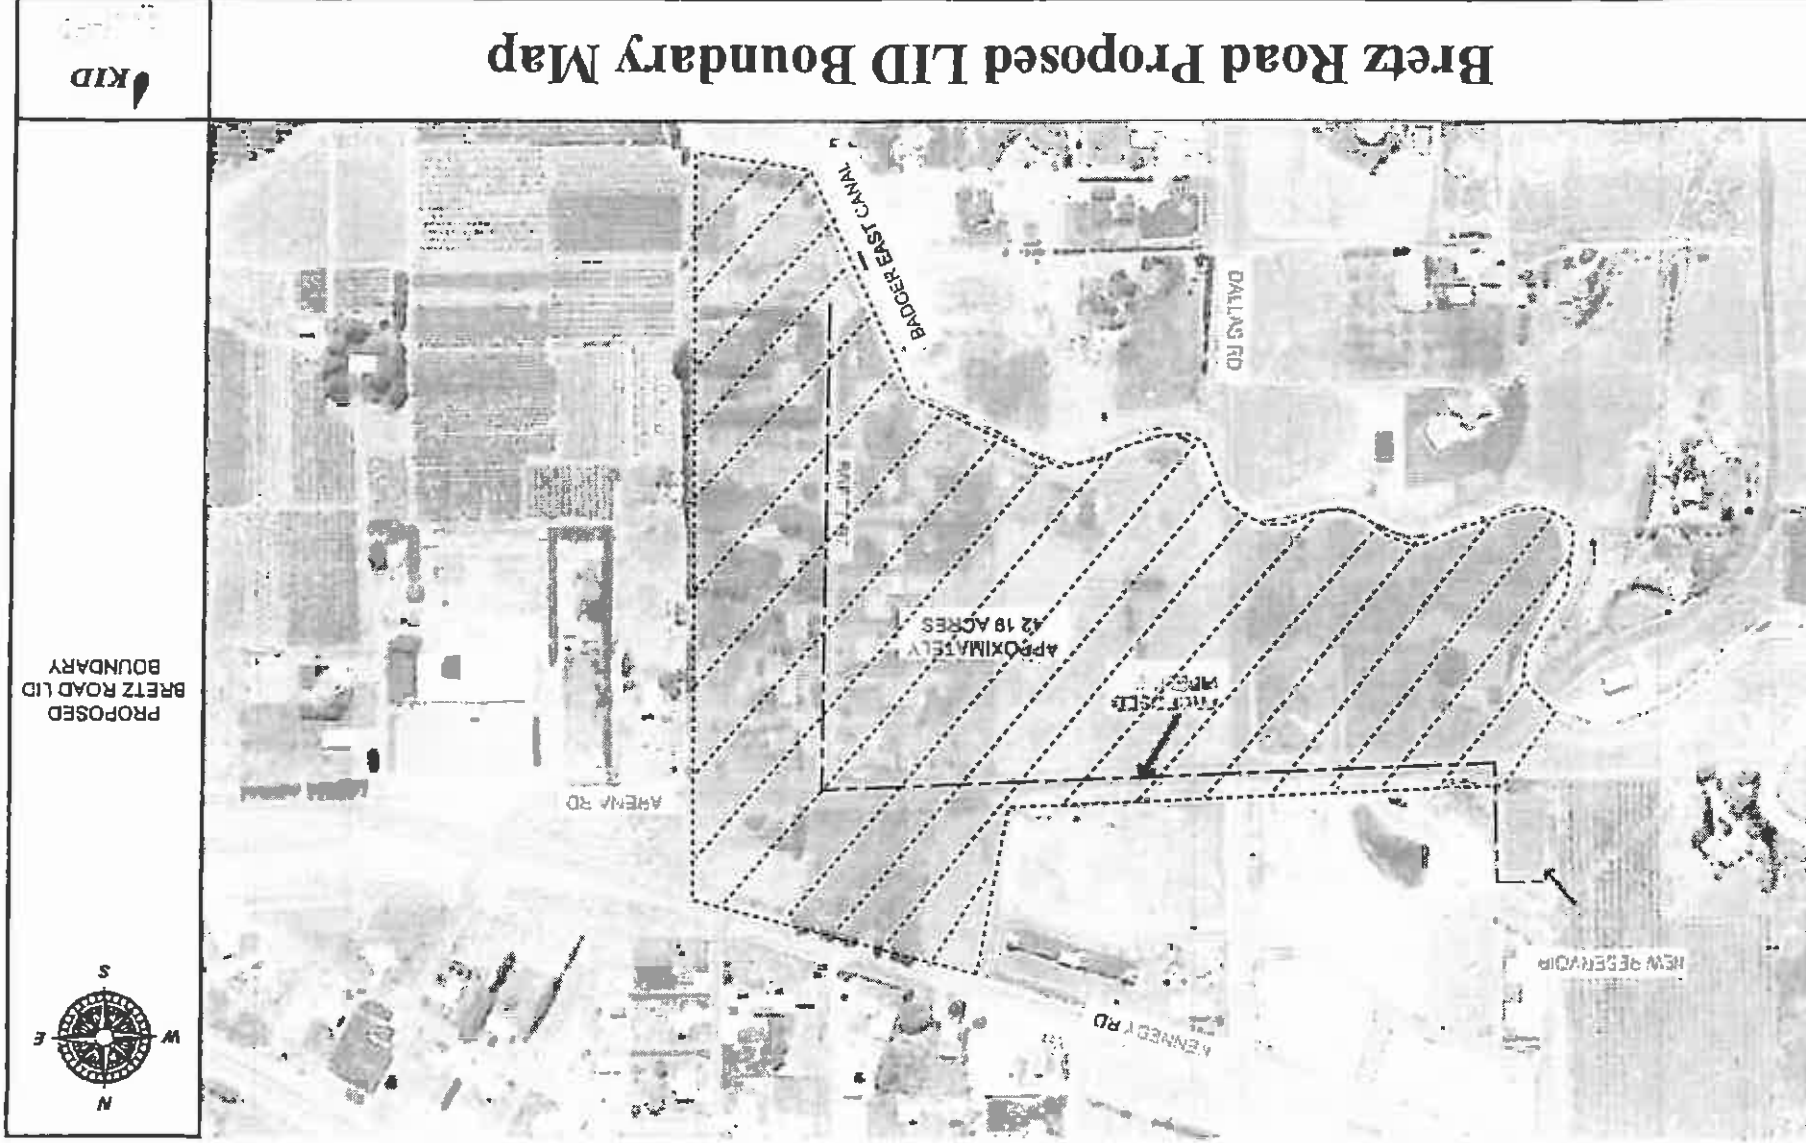 N
W
E
S
PROPOSED
BRETZ ROAD LID
BOUNDARY
KENNEDY RD
NEW RESERVOIR
ARENA RD
PROPOSED
APPROXIMATELY
42.19 ACRES
DALLAS RD
BADGER EAST CANAL
KID
Bretz Road Proposed LID Boundary Map